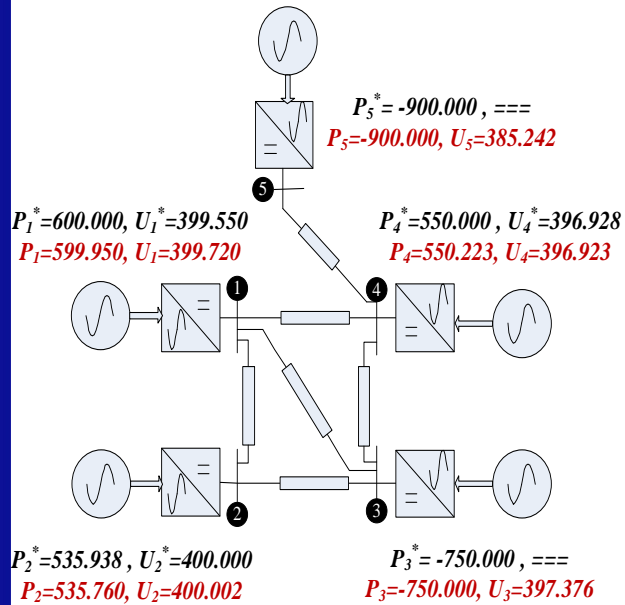 P5*= -900.000 , ===
P5=-900.000, U5=385.242
5
P1*=600.000, U1*=399.550
P1=599.950, U1=399.720
P4*=550.000 , U4*=396.928
P4=550.223, U4=396.923
1
4
2
3
P2*=535.938 , U2*=400.000
P2=535.760, U2=400.002
P3*= -750.000 , ===
P3=-750.000, U3=397.376